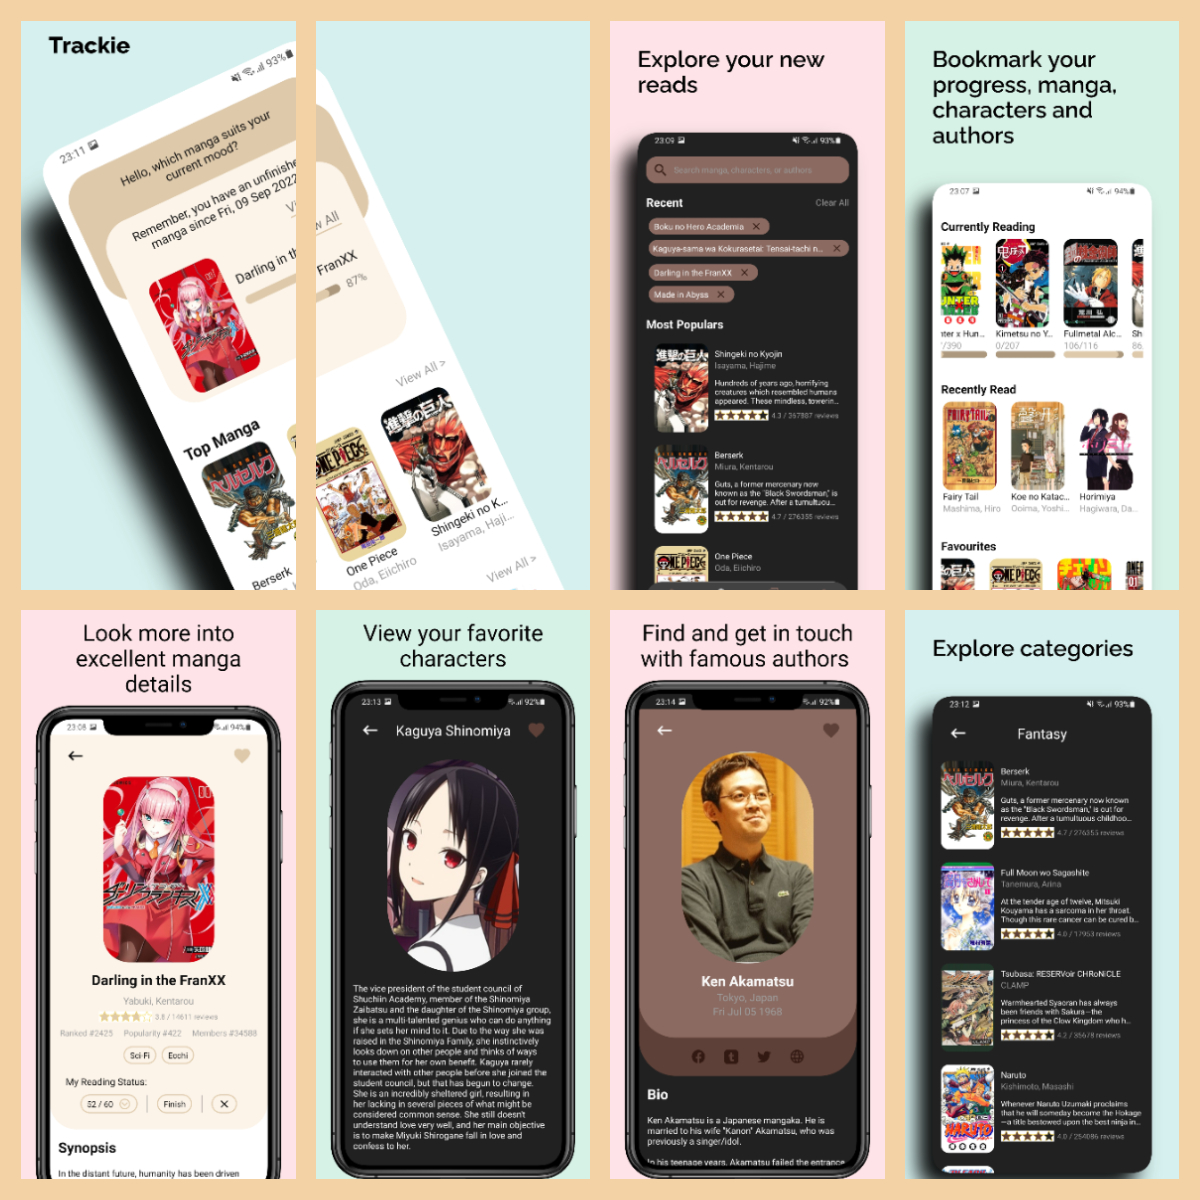 Trackie
23:11
93%
Hello, which manga suits your
current mood?
Remember, you have an unfinishe
manga since Fri, 09 Sep 2022
Darling in th
Top Manga
Berserk
View All
FranXX
87%
View All >
One Piece
Oda, Eiichiro
Shingeki no K...
Isayama, Haji...
View All >
Explore your new
reads
23:09
93%
Search manga, characters, or authors
Recent
Clear All
Boku no Hero Academia
Kaguya-sama wa Kokurasetai: Tensai-tachi n...
Darling in the FranXX
Made in Abyss
Most Populars
進撃の巨人
Shingeki no Kyojin
Isayama, Hajime
Hundreds of years ago, horrifying
creatures which resembled humans
appeared. These mindless, towerin...
4.3 / 267887 reviews
ベルセルク
Berserk
Miura, Kentarou
Guts, a former mercenary now
known as the "Black Swordsman," is
out for revenge. After a tumultuou...
4.7 / 276355 reviews
ONE PIECE
One Piece
Oda, Eiichiro
Bookmark your
progress, manga,
characters and
authors
23:07
94%
Currently Reading
ter x Hun...
/390
Kimetsu no Y...
0/207
Fullmetal Alc...
106/116
Sh
86
Recently Read
FAIRY TAIL
Fairy Tail
Mashima, Hiro
Koe no Katac...
Ooima, Yoshi...
Horimiya
Hagiwara, Da...
Favourites
Look more into
excellent manga
details
23:08
94%
Darling in the FranXX
Yabuki, Kentarou
3.8 / 14611 reviews
Ranked #2425 Popularity #422 Members #34588
Sci-Fi Ecchi
My Reading Status:
52 / 60 Finish
Synopsis
In the distant future, humanity has been driven
View your favorite
characters
23:13
92%
Kaguya Shinomiya
The vice president of the student council of
Shuchiin Academy, member of the Shinomiya
Zaibatsu and the daughter of the Shinomiya group,
she is a multi-talented genius who can do anything
if she sets her mind to it. Due to the way she was
raised in the Shinomiya Family, she instinctively
looks down on other people and thinks of ways
to use them for her own benefit. Kaguya rarely
interacted with other people before she joined the
student council, but that has begun to change.
She is an incredibly sheltered girl, resulting in
her lacking in several pieces of what might be
considered common sense. She still doesn't
understand love very well, and her main objective
is to make Miyuki Shirogane fall in love and
confess to her.
Find and get in touch
with famous authors
23:14
92%
Ken Akamatsu
Tokyo, Japan
Fri Jul 05 1968
Bio
Ken Akamatsu is a Japanese mangaka. He is
married to his wife "Kanon" Akamatsu, who was
previously a singer/idol.
In his teenage years, Akamatsu failed the entrance
Explore categories
23:12
93%
Fantasy
ベルセルク
Berserk
Miura, Kentarou
Guts, a former mercenary now known
as the "Black Swordsman," is out for
revenge. After a tumultuous childhoo...
4.7 / 276355 reviews
Full Moon wo Sagashite
Tanemura, Arina
At the tender age of twelve, Mitsuki
Kouyama has a sarcoma in her throat.
Though this rare cancer can be cured b...
4.0 / 17953 reviews
Tsubasa: RESERVoir CHRoNiCLE
CLAMP
Warmhearted Syaoran has always
been friends with Sakura—the
princess of the Clow Kingdom who h...
4.2 / 36678 reviews
Naruto
Kishimoto, Masashi
Whenever Naruto Uzumaki proclaims
that he will someday become the Hokage
—a title bestowed upon the best ninja in...
4.0 / 254086 reviews